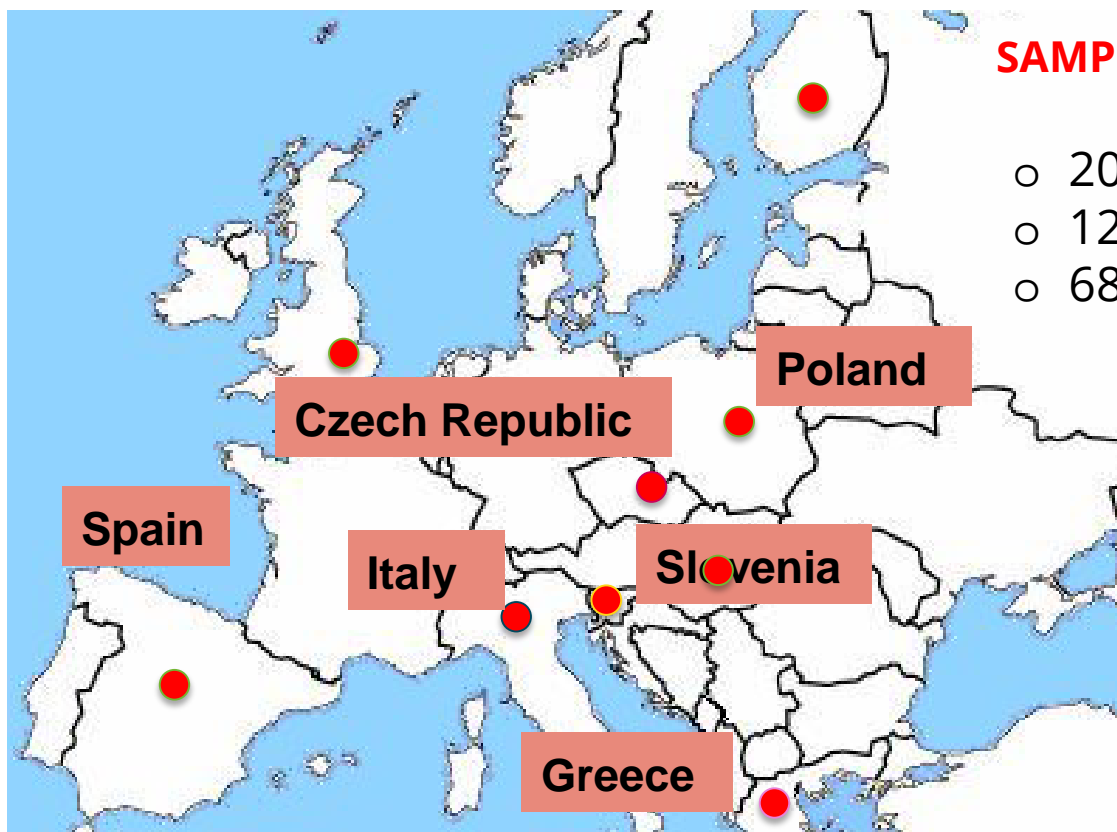 SAMP
o 20
o 12
o 68
Poland
Czech Republic
Spain
Slovenia
Italy
Greece